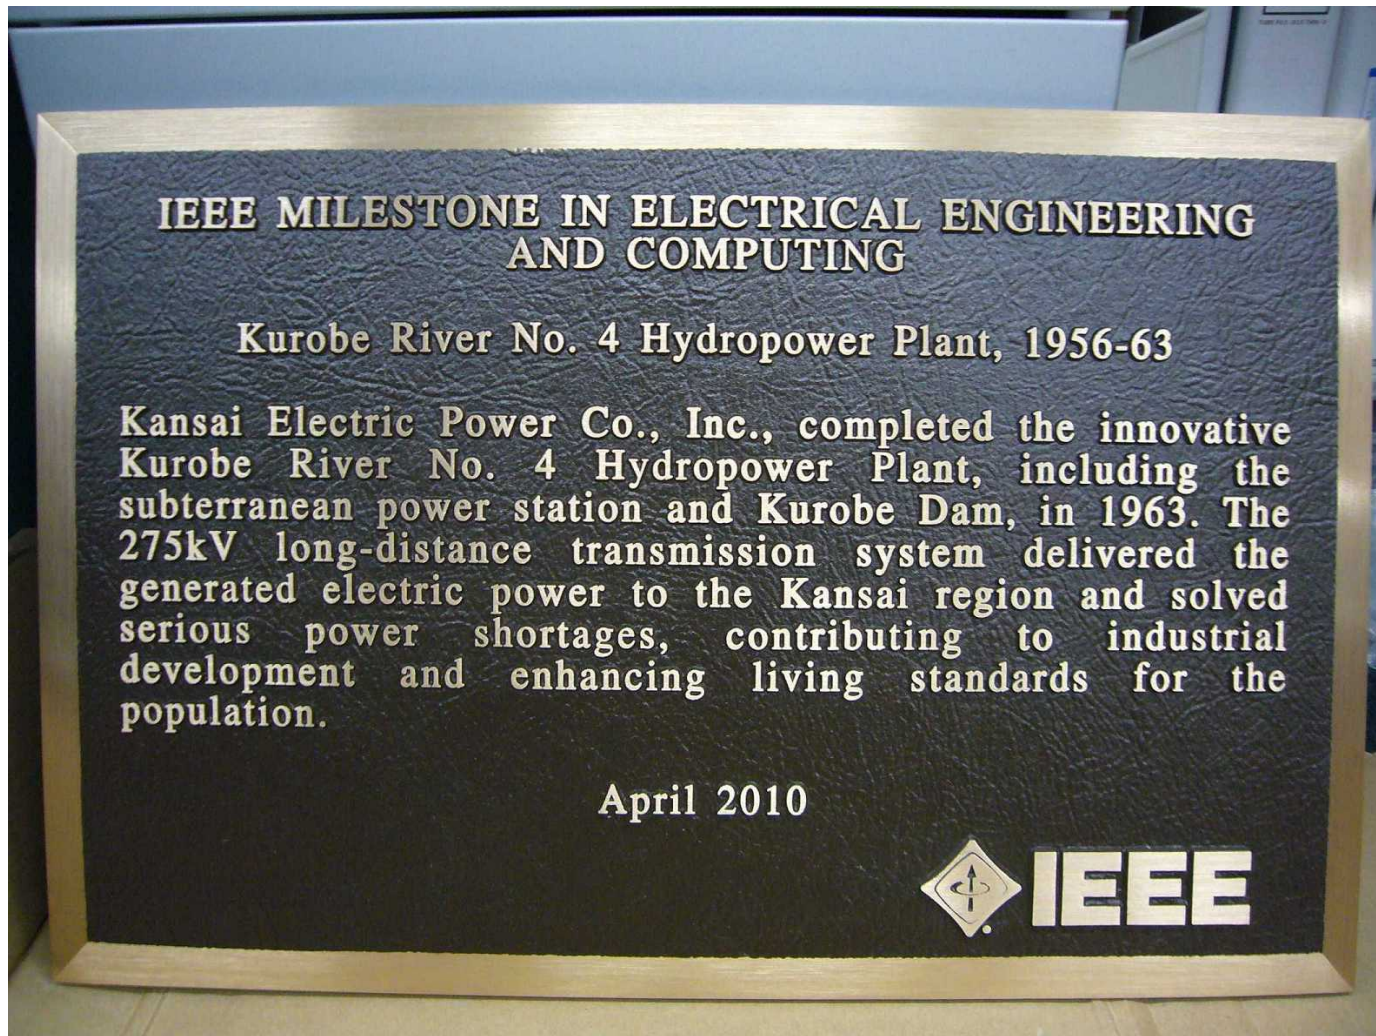 IEEE MILESTONE IN ELECTRICAL ENGINEERING
AND COMPUTING
Kurobe River No. 4 Hydropower Plant, 1956-63
Kansai Electric Power Co., Inc., completed the innovative
Kurobe River No. 4 Hydropower Plant, including the
subterranean power station and Kurobe Dam, in 1963. The
275kV long-distance transmission system delivered the
generated electric power to the Kansai region and solved
serious power shortages, contributing to industrial
development and enhancing living standards for the
population.
April 2010
IEEE